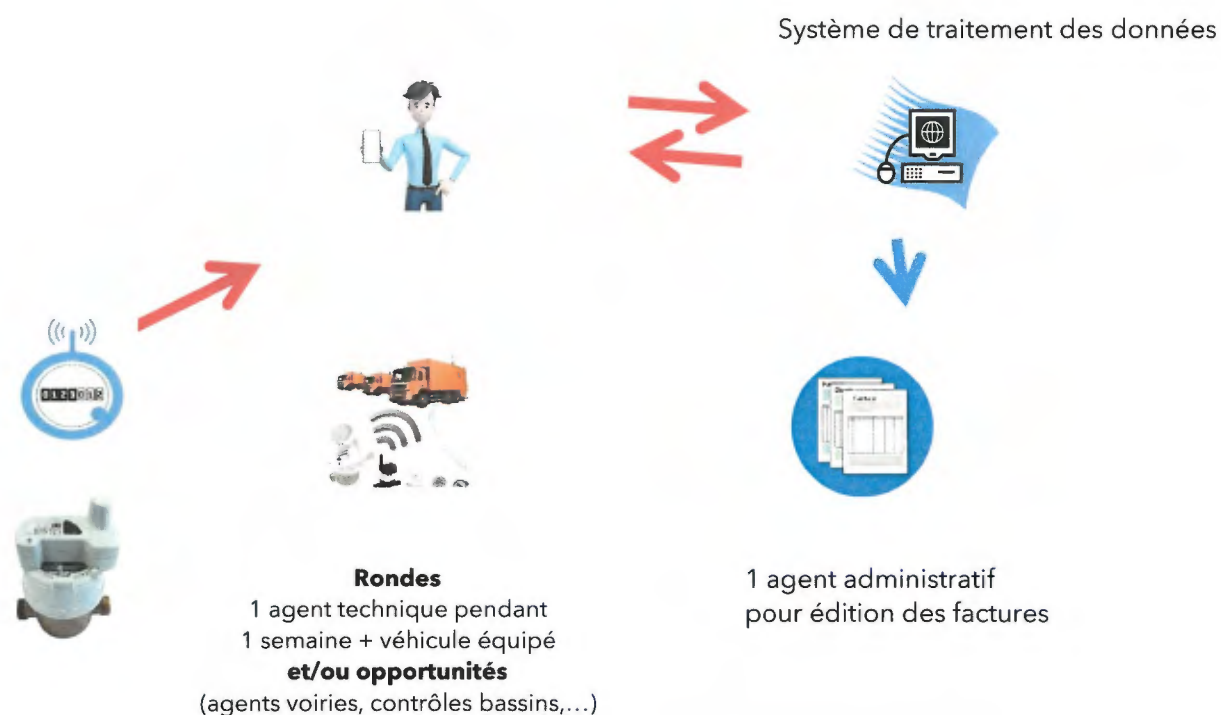 Système de traitement des données
Rondes
1 agent technique pendant
1 semaine + véhicule équipé
et/ou opportunités
(agents voiries, contrôles bassins,...)
1 agent administratif
pour édition des factures